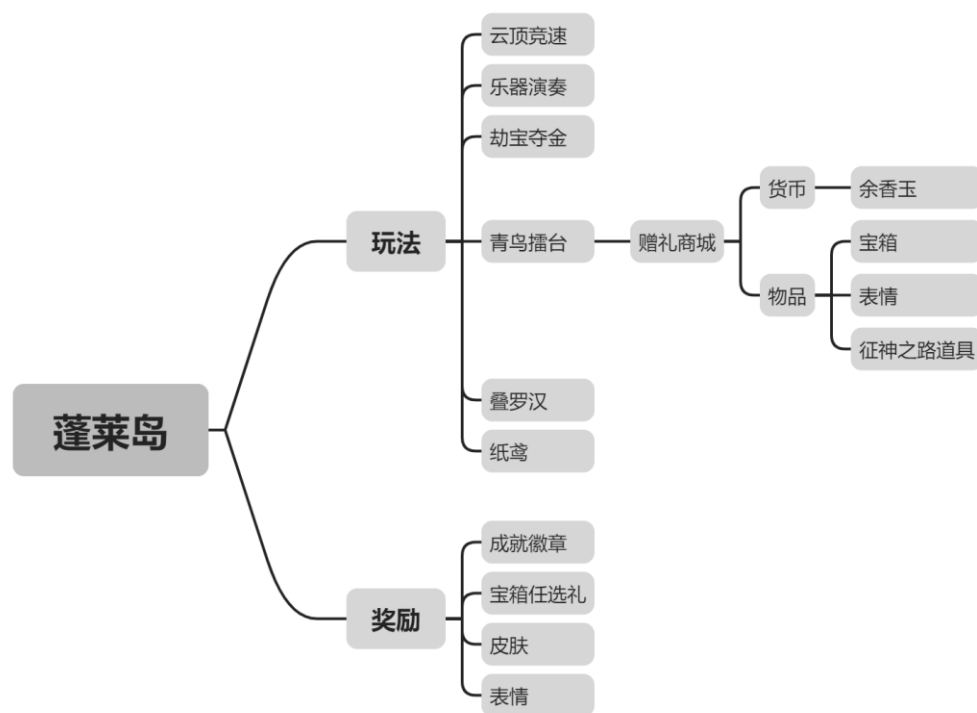 蓬莱岛
玩法
云顶竞速
乐器演奏
劫宝夺金
青鸟擂台
赠礼商城
货币
余香玉
物品
宝箱
表情
征神之路道具
叠罗汉
纸鸢
奖励
成就徽章
宝箱任选礼
皮肤
表情